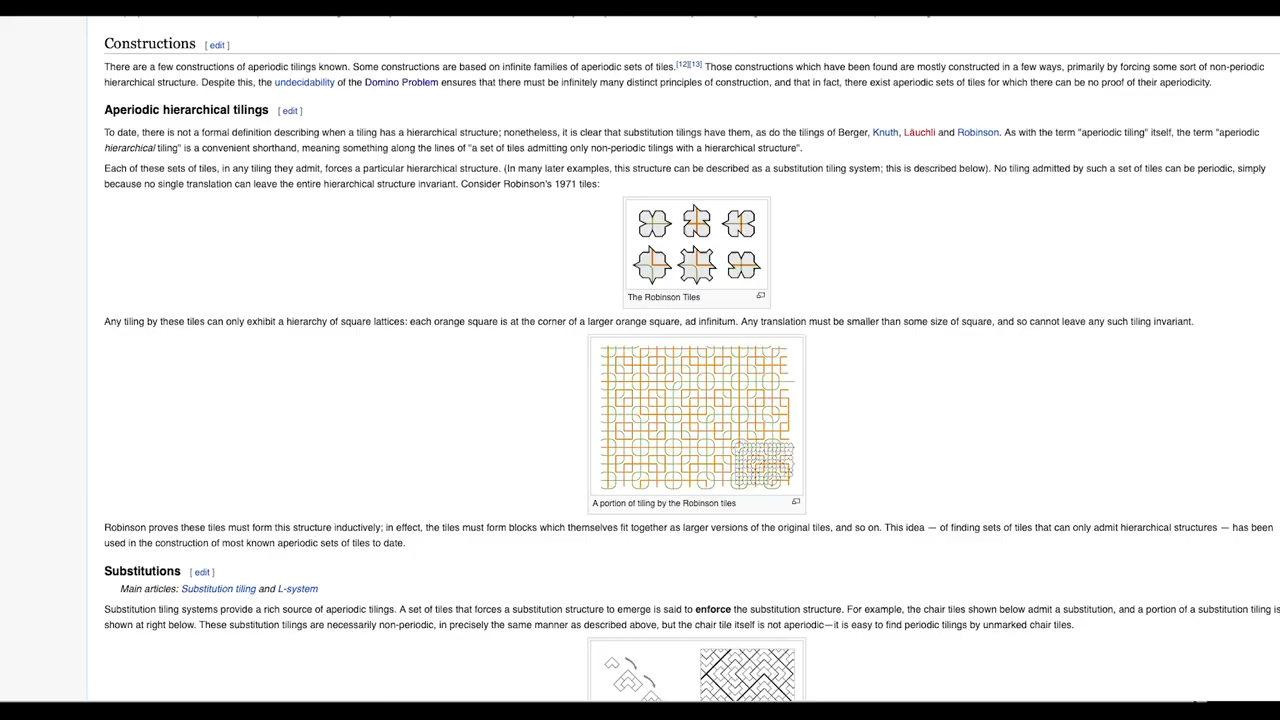 Constructions [ edit ]
There are a few constructions of aperiodic tilings known. Some constructions are based on infinite families of aperiodic sets of tiles.[12][13] Those constructions which have been found are mostly constructed in a few ways, primarily by forcing some sort of non-periodic
hierarchical structure. Despite this, the undecidability of the Domino Problem ensures that there must be infinitely many distinct principles of construction, and that in fact, there exist aperiodic sets of tiles for which there can be no proof of their aperiodicity.
Aperiodic hierarchical tilings [ edit ]
To date, there is not a formal definition describing when a tiling has a hierarchical structure; nonetheless, it is clear that substitution tilings have them, as do the tilings of Berger, Knuth, Läuchli and Robinson. As with the term "aperiodic tiling" itself, the term "aperiodic
hierarchical tiling" is a convenient shorthand, meaning something along the lines of "a set of tiles admitting only non-periodic tilings with a hierarchical structure".
Each of these sets of tiles, in any tiling they admit, forces a particular hierarchical structure. (In many later examples, this structure can be described as a substitution tiling system; this is described below). No tiling admitted by such a set of tiles can be periodic, simply
because no single translation can leave the entire hierarchical structure invariant. Consider Robinson's 1971 tiles:
The Robinson Tiles
Any tiling by these tiles can only exhibit a hierarchy of square lattices: each orange square is at the corner of a larger orange square, ad infinitum. Any translation must be smaller than some size of square, and so cannot leave any such tiling invariant.
A portion of tiling by the Robinson tiles
Robinson proves these tiles must form this structure inductively; in effect, the tiles must form blocks which themselves fit together as larger versions of the original tiles, and so on. This idea — of finding sets of tiles that can only admit hierarchical structures — has been
used in the construction of most known aperiodic sets of tiles to date.
Substitutions [ edit ]
Main articles: Substitution tiling and L-system
Substitution tiling systems provide a rich source of aperiodic tilings. A set of tiles that forces a substitution structure to emerge is said to enforce the substitution structure. For example, the chair tiles shown below admit a substitution, and a portion of a substitution tiling is
shown at right below. These substitution tilings are necessarily non-periodic, in precisely the same manner as described above, but the chair tile itself is not aperiodic—it is easy to find periodic tilings by unmarked chair tiles.